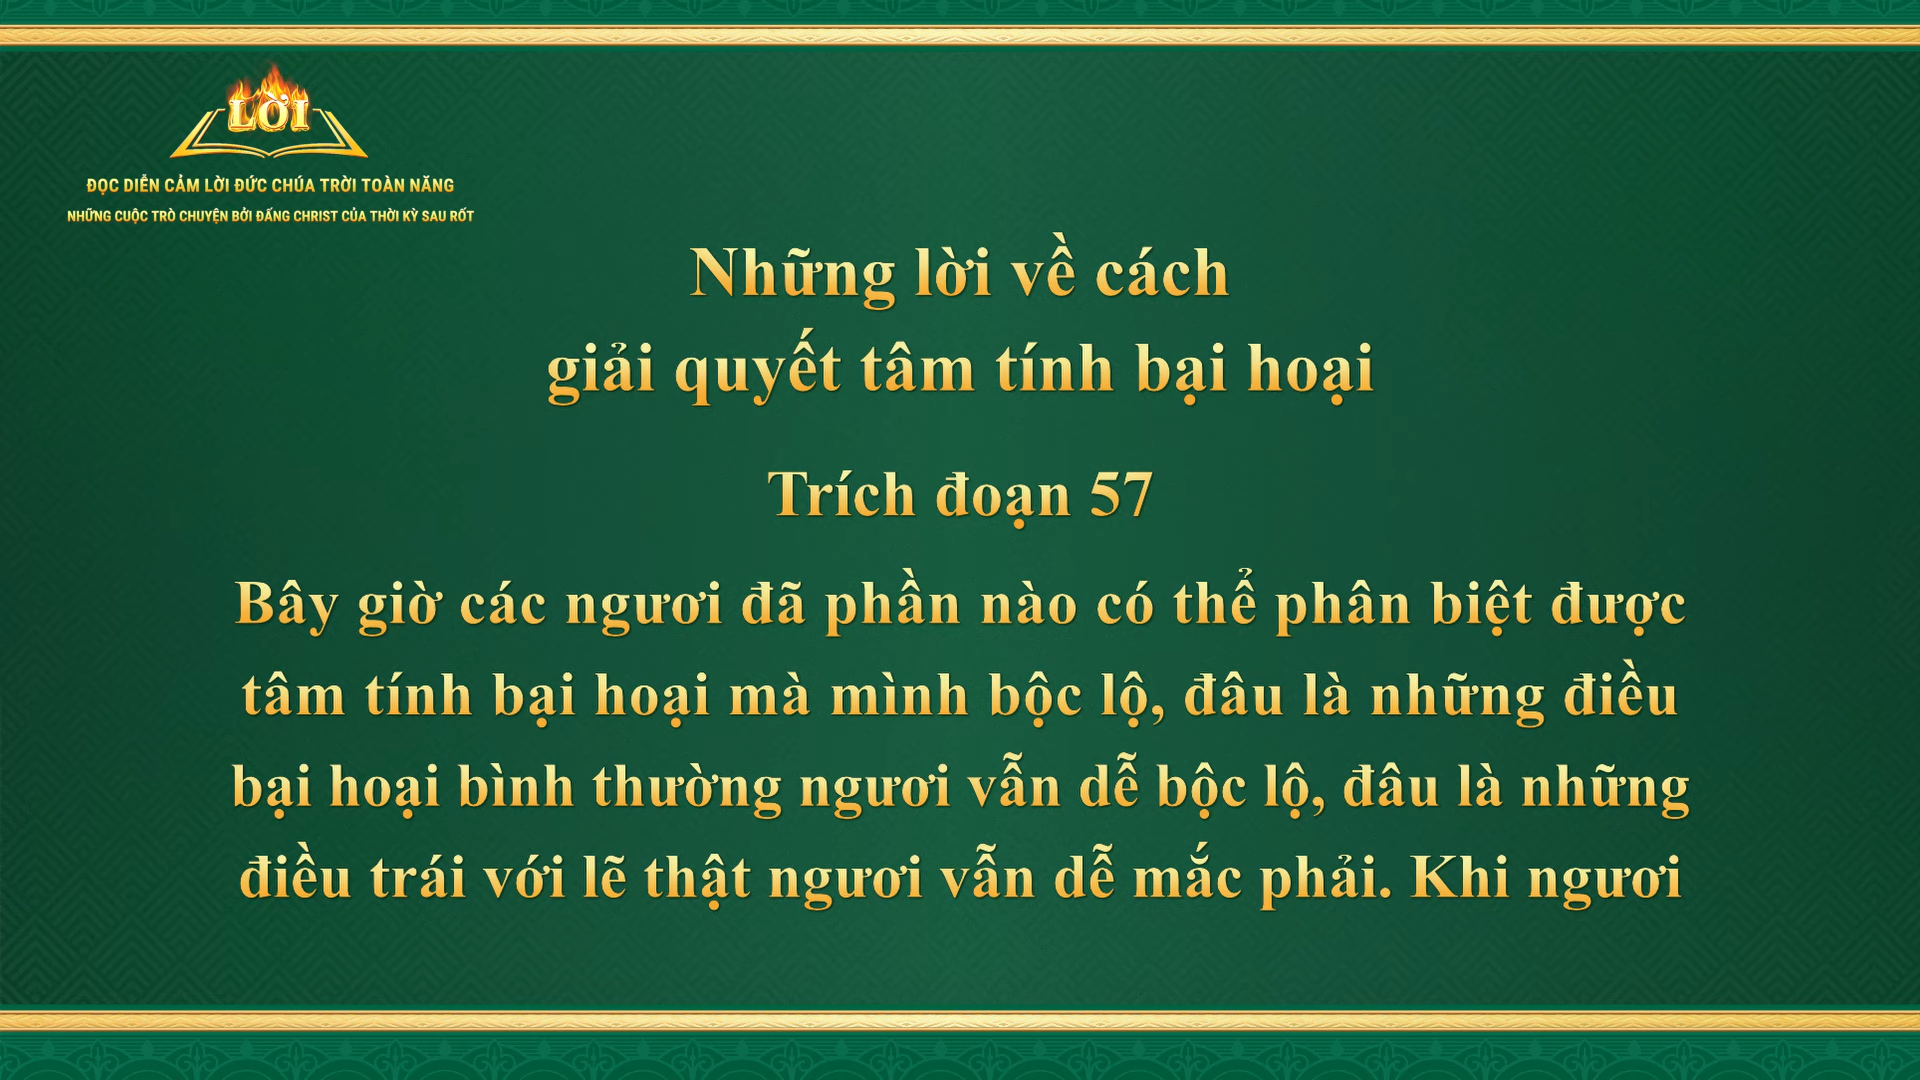 LỜI
ĐỌC DIỄN CẢM LỜI ĐỨC CHÚA TRỜI TOÀN NĂNG
NHỮNG CUỘC TRÒ CHUYỆN BỞI ĐẤNG CHRIST CỦA THỜI KỲ SAU RỐT
Những lời về cách
giải quyết tâm tính bại hoại
Trích đoạn 57
Bây giờ các ngươi đã phần nào có thể phân biệt được
tâm tính bại hoại mà mình bộc lộ, đâu là những điều
bại hoại bình thường ngươi vẫn dễ bộc lộ, đâu là những
điều trái với lẽ thật ngươi vẫn dễ mắc phải. Khi ngươi